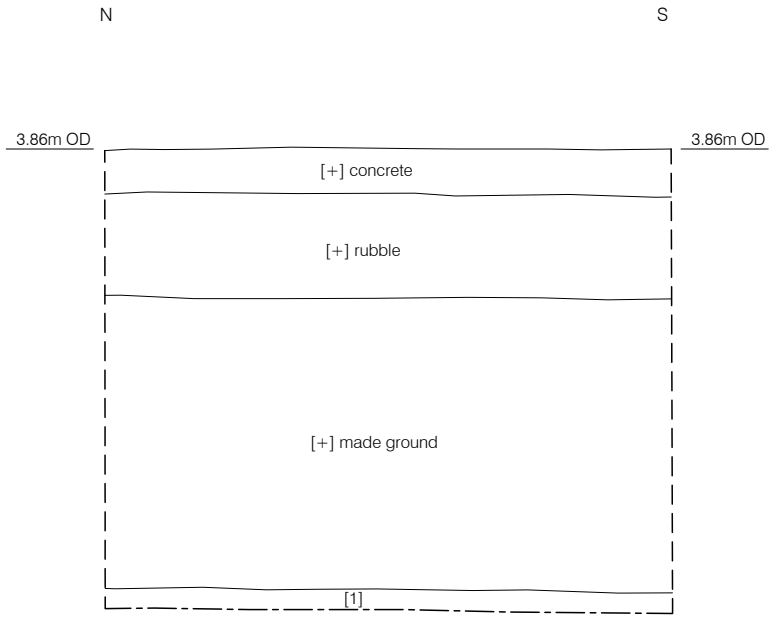 N S
3.86m OD 3.86m OD
[+] concrete
[+] rubble
[+] made ground
[1]